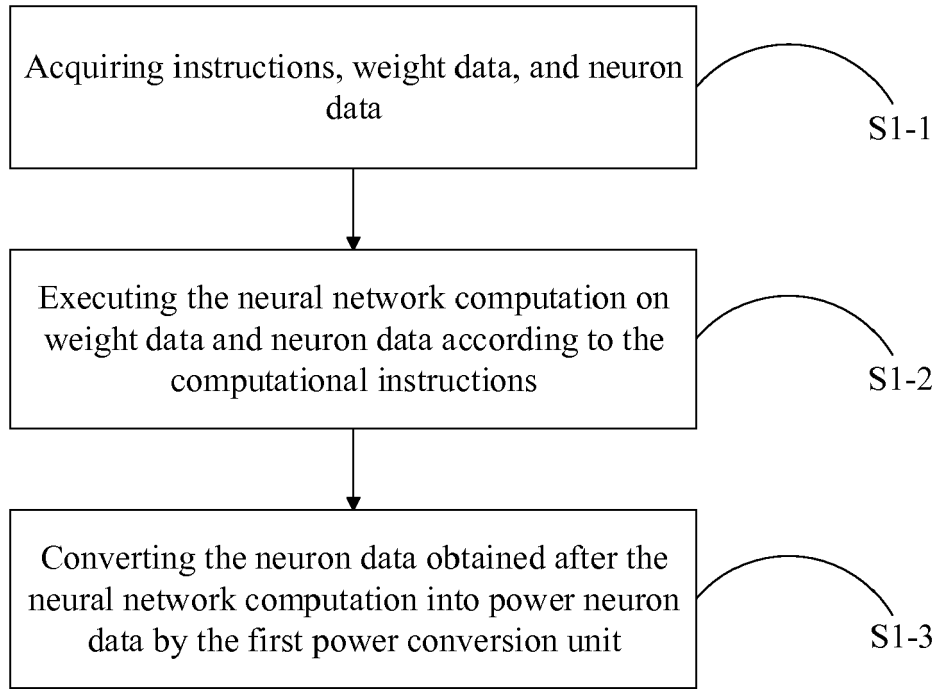 Acquiring instructions, weight data, and neuron
data
S1-1
Executing the neural network computation on
weight data and neuron data according to the
computational instructions
S1-2
Converting the neuron data obtained after the
neural network computation into power neuron
data by the first power conversion unit
S1-3